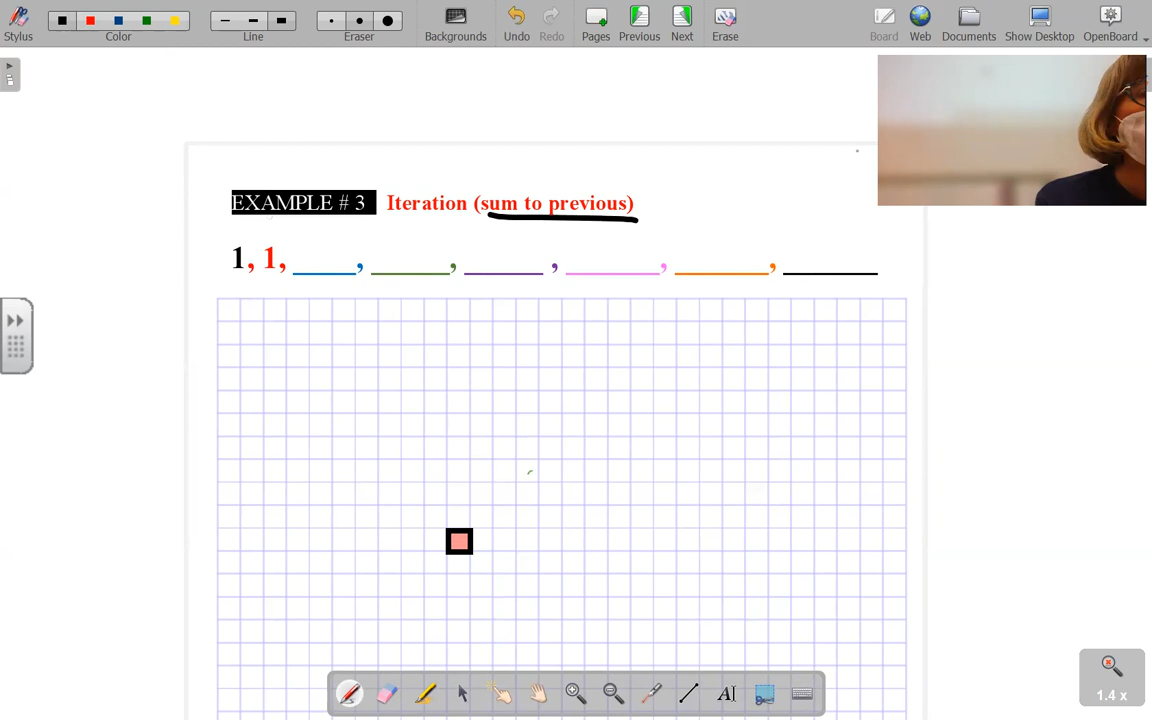 Stylus
Color
Line
Eraser
Backgrounds
Undo
Redo
Pages
Previous
Next
Erase
Board
Web
Documents
Show Desktop
OpenBoard
EXAMPLE # 3 Iteration (sum to previous)
1, 1, ____, ____, ____, ____, ____, ____
1.4 x